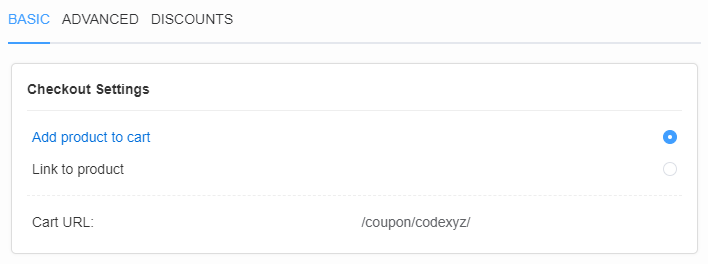 BASIC ADVANCED DISCOUNTS
Checkout Settings
Add product to cart
Link to product
Cart URL: /coupon/codexyz/